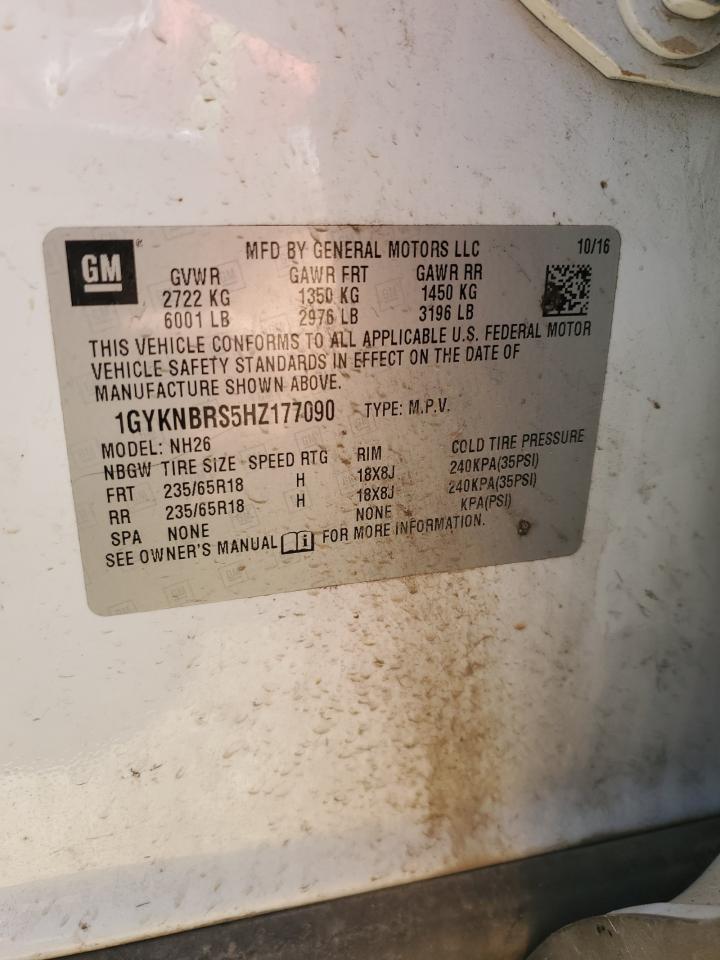 GM
MFD BY GENERAL MOTORS LLC 10/16
GVWR GAWR FRT GAWR RR
2722 KG 1350 KG 1450 KG
6001 LB 2976 LB 3196 LB
THIS VEHICLE CONFORMS TO ALL APPLICABLE U.S. FEDERAL MOTOR
VEHICLE SAFETY STANDARDS IN EFFECT ON THE DATE OF
MANUFACTURE SHOWN ABOVE.
1GYKNBRS5HZ177090 TYPE: M.P.V.
MODEL: NH26
NBGW TIRE SIZE SPEED RTG RIM COLD TIRE PRESSURE
FRT 235/65R18 H 18X8J 240KPA(35PSI)
RR 235/65R18 H 18X8J 240KPA(35PSI)
SPA NONE NONE KPA(PSI)
SEE OWNER'S MANUAL FOR MORE INFORMATION.